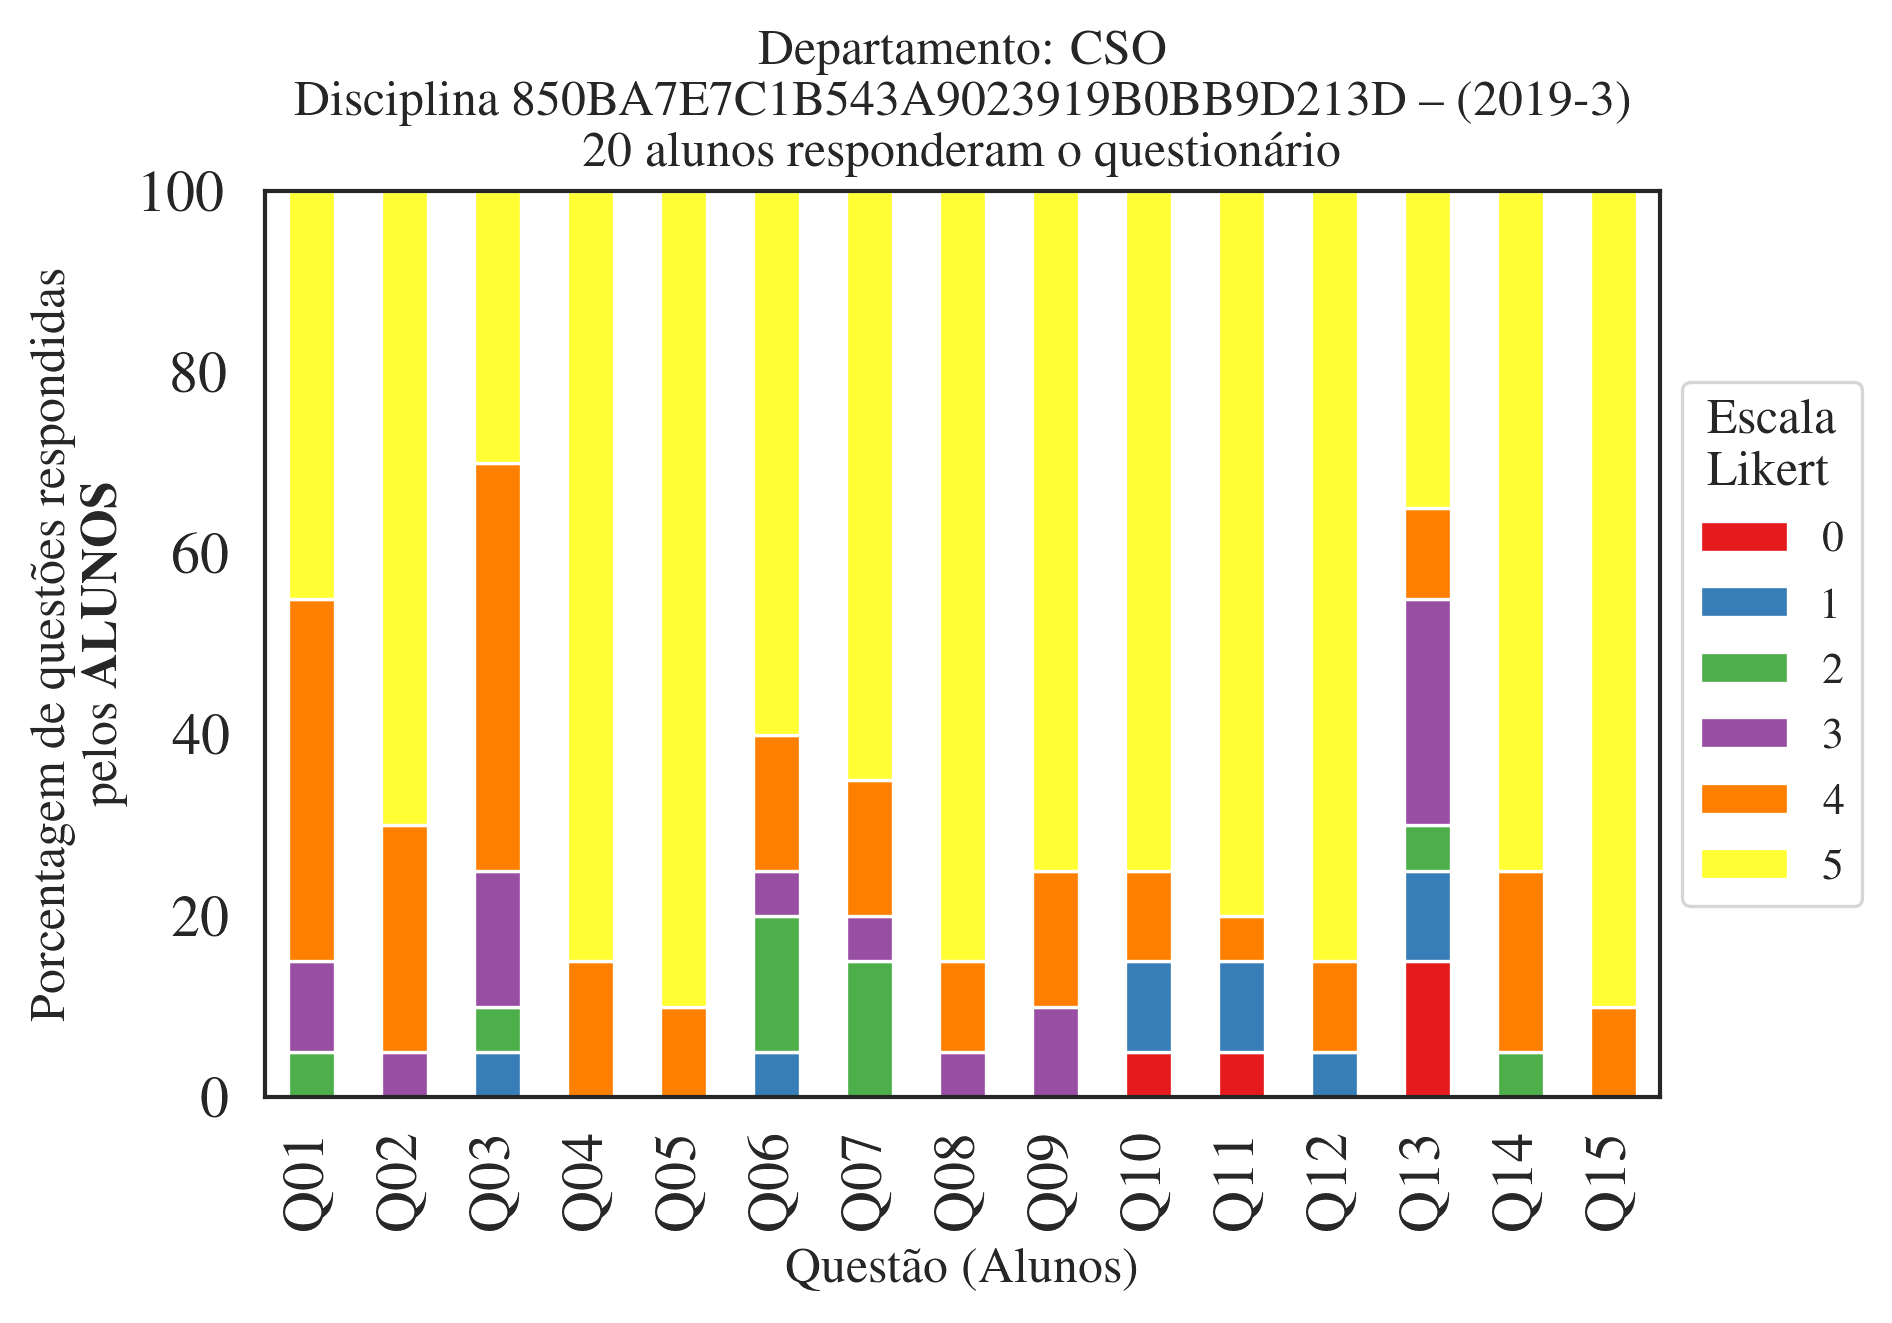 Departamento: CSO
Disciplina 850BA7E7C1B543A9023919B0BB9D213D – (2019-3)
20 alunos responderam o questionário
Porcentagem de questões respondidas
pelos ALUNOS
100
80
60
40
20
0
Q01
Q02
Q03
Q04
Q05
Q06
Q07
Q08
Q09
Q10
Q11
Q12
Q13
Q14
Q15
Questão (Alunos)
Escala
Likert
0
1
2
3
4
5